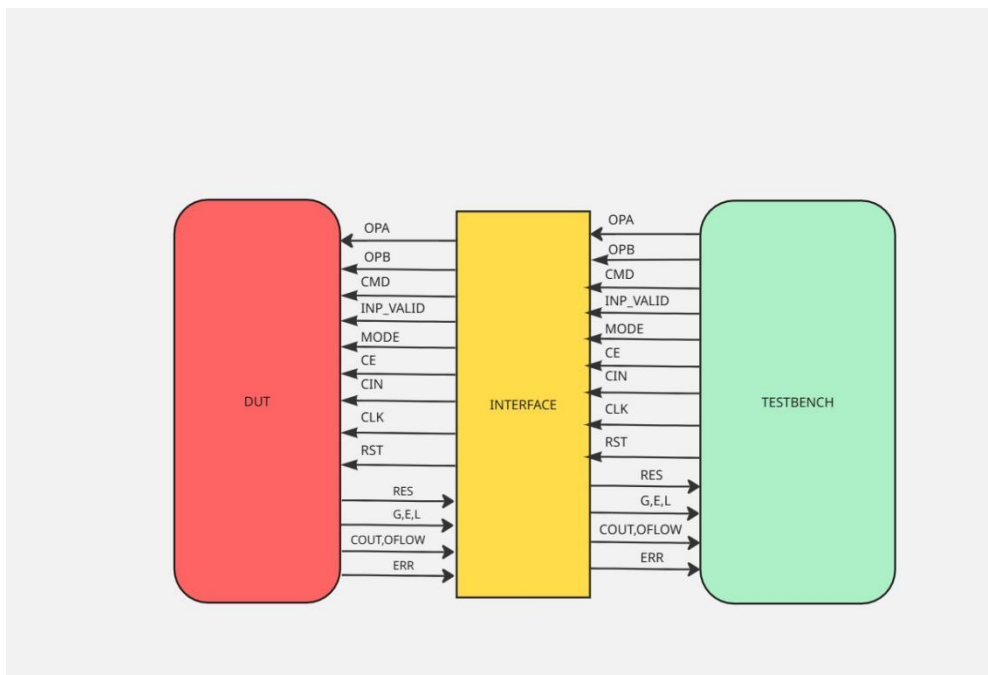 OPA
OPB
CMD
INP_VALID
MODE
CE
CIN
CLK
RST
RES
G,E,L
COUT,OFLOW
ERR
DUT
INTERFACE
OPA
OPB
CMD
INP_VALID
MODE
CE
CIN
CLK
RST
RES
G,E,L
COUT,OFLOW
ERR
TESTBENCH